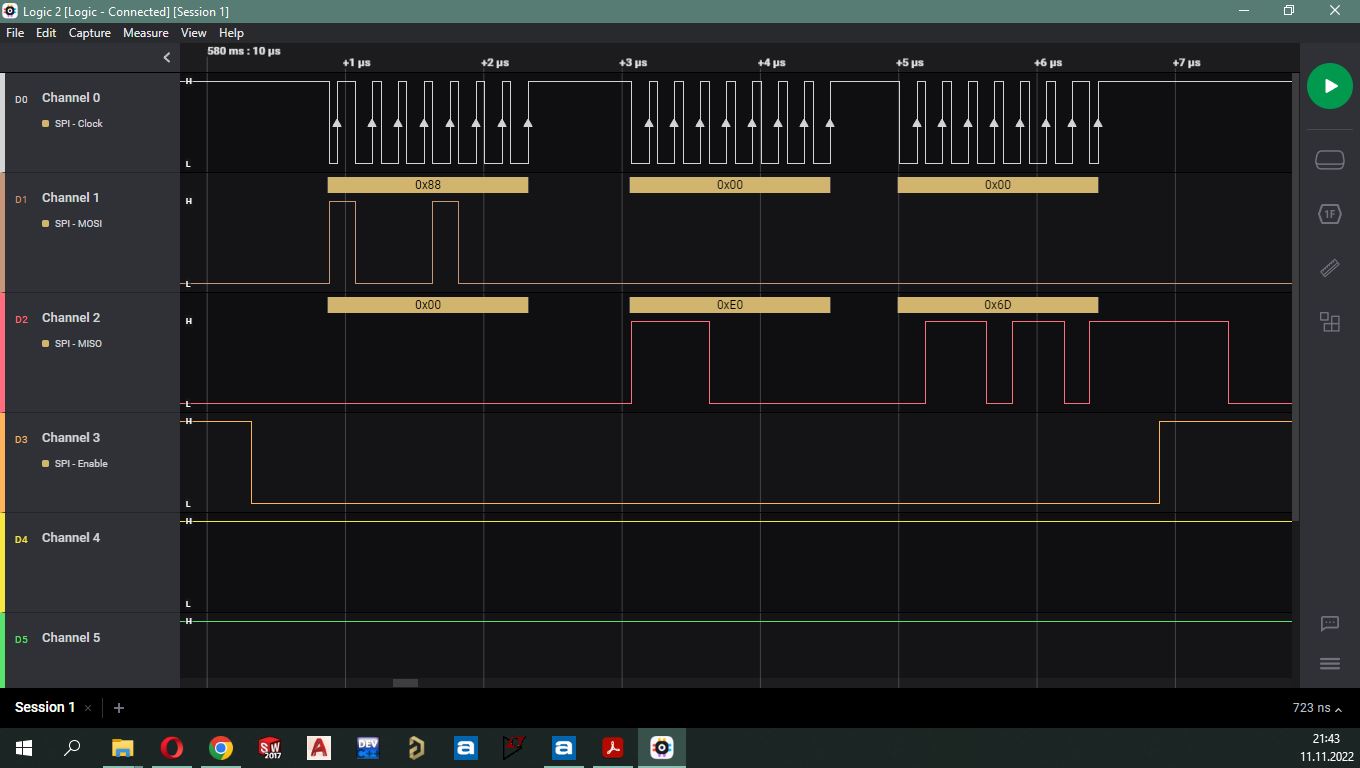 Logic 2 [Logic - Connected] [Session 1]
File Edit Capture Measure View Help
580 ms : 10 µs
+1 µs +2 µs +3 µs +4 µs +5 µs +6 µs +7 µs
D0 Channel 0 H
SPI - Clock
L
0x88 0x00 0x00
D1 Channel 1 H
SPI - MOSI
L
0x00 0xE0 0x6D
D2 Channel 2 H
SPI - MISO
L
H
D3 Channel 3
SPI - Enable
L
H
D4 Channel 4
L
H
D5 Channel 5
1F
Session 1 × + 723 ns
SW 2017 A DEV a a
21:43
11.11.2022